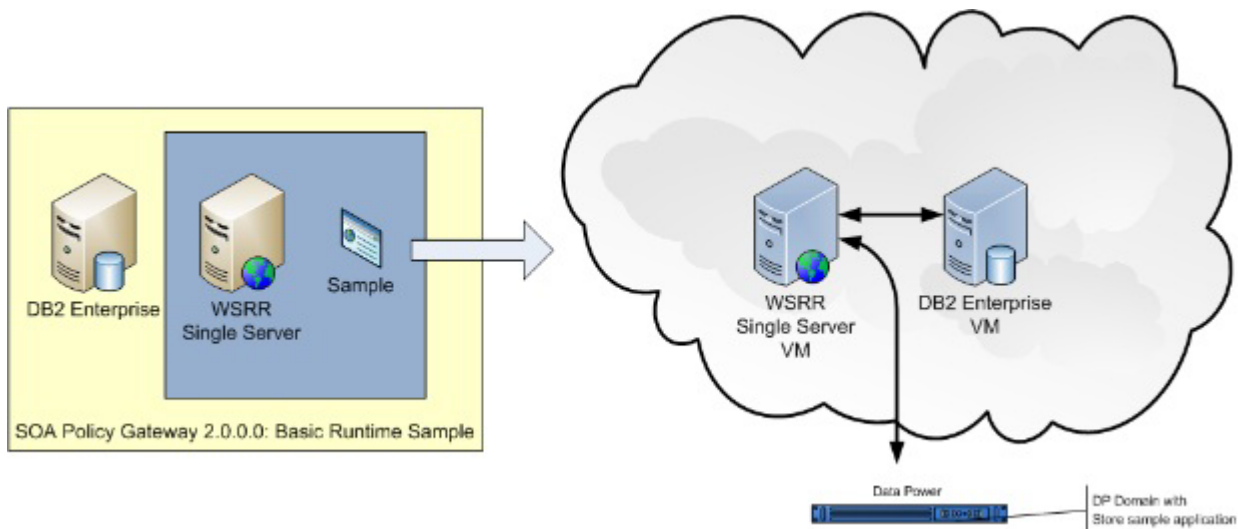 DB2 Enterprise
WSRR
Single Server
Sample
SOA Policy Gateway 2.0.0.0: Basic Runtime Sample
WSRR
Single Server
VM
DB2 Enterprise
VM
Data Power
DP Domain with
Store sample application